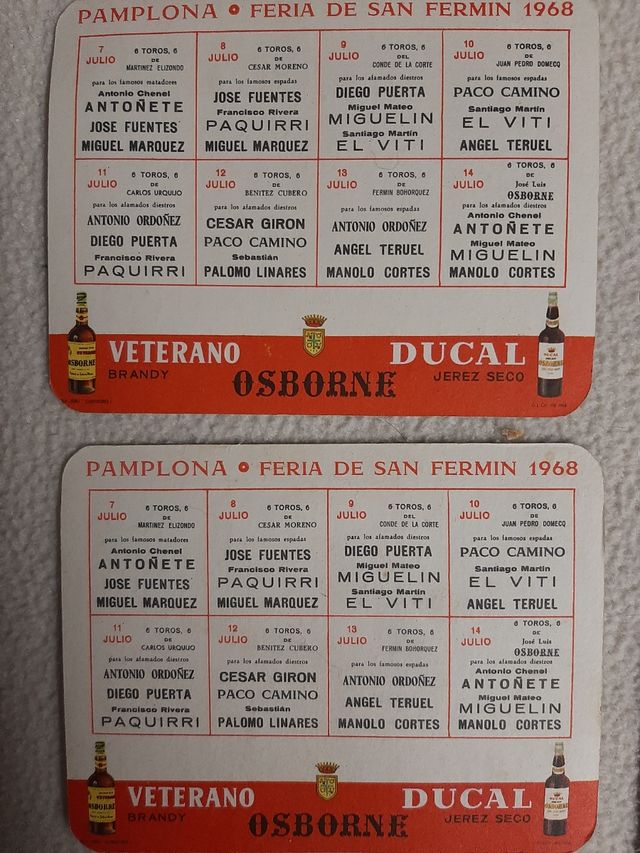 PAMPLONA • FERIA DE SAN FERMIN 1968
7 JULIO
6 TOROS, 6
DE
MARTINEZ ELIZONDO
para los famosos matadores
Antonio Chenel
ANTOÑETE
JOSE FUENTES
MIGUEL MARQUEZ
8 JULIO
6 TOROS, 6
DE
CESAR MORENO
para los famosos espadas
JOSE FUENTES
Francisco Rivera
PAQUIRRI
MIGUEL MARQUEZ
9 JULIO
6 TOROS, 6
DEL
CONDE DE LA CORTE
para los afamados diestros
DIEGO PUERTA
Miguel Mateo
MIGUELIN
Santiago Martín
EL VITI
10 JULIO
6 TOROS, 6
DE
JUAN PEDRO DOMECQ
para los famosos espadas
PACO CAMINO
Santiago Martín
EL VITI
ANGEL TERUEL
11 JULIO
6 TOROS, 6
DE
CARLOS URQUIJO
para los afamados diestros
ANTONIO ORDOÑEZ
DIEGO PUERTA
Francisco Rivera
PAQUIRRI
12 JULIO
6 TOROS, 6
DE
BENITEZ CUBERO
para los afamados diestros
CESAR GIRON
PACO CAMINO
Sebastián
PALOMO LINARES
13 JULIO
6 TOROS, 6
DE
FERMIN BOHORQUEZ
para los famosos espadas
ANTONIO ORDOÑEZ
ANGEL TERUEL
MANOLO CORTES
14 JULIO
6 TOROS, 6
DE
José Luis
OSBORNE
para los afamados diestros
Antonio Chenel
ANTOÑETE
Miguel Mateo
MIGUELIN
MANOLO CORTES
VETERANO
BRANDY
OSBORNE
DUCAL
JEREZ SECO
OSBORNE
DUCAL
PAMPLONA • FERIA DE SAN FERMIN 1968
7 JULIO
6 TOROS, 6
DE
MARTINEZ ELIZONDO
para los famosos matadores
Antonio Chenel
ANTOÑETE
JOSE FUENTES
MIGUEL MARQUEZ
8 JULIO
6 TOROS, 6
DE
CESAR MORENO
para los famosos espadas
JOSE FUENTES
Francisco Rivera
PAQUIRRI
MIGUEL MARQUEZ
9 JULIO
6 TOROS, 6
DEL
CONDE DE LA CORTE
para los afamados diestros
DIEGO PUERTA
Miguel Mateo
MIGUELIN
Santiago Martín
EL VITI
10 JULIO
6 TOROS, 6
DE
JUAN PEDRO DOMECQ
para los famosos espadas
PACO CAMINO
Santiago Martín
EL VITI
ANGEL TERUEL
11 JULIO
6 TOROS, 6
DE
CARLOS URQUIJO
para los afamados diestros
ANTONIO ORDOÑEZ
DIEGO PUERTA
Francisco Rivera
PAQUIRRI
12 JULIO
6 TOROS, 6
DE
BENITEZ CUBERO
para los afamados diestros
CESAR GIRON
PACO CAMINO
Sebastián
PALOMO LINARES
13 JULIO
6 TOROS, 6
DE
FERMIN BOHORQUEZ
para los famosos espadas
ANTONIO ORDOÑEZ
ANGEL TERUEL
MANOLO CORTES
14 JULIO
6 TOROS, 6
DE
José Luis
OSBORNE
para los afamados diestros
Antonio Chenel
ANTOÑETE
Miguel Mateo
MIGUELIN
MANOLO CORTES
VETERANO
BRANDY
OSBORNE
DUCAL
JEREZ SECO
OSBORNE
DUCAL